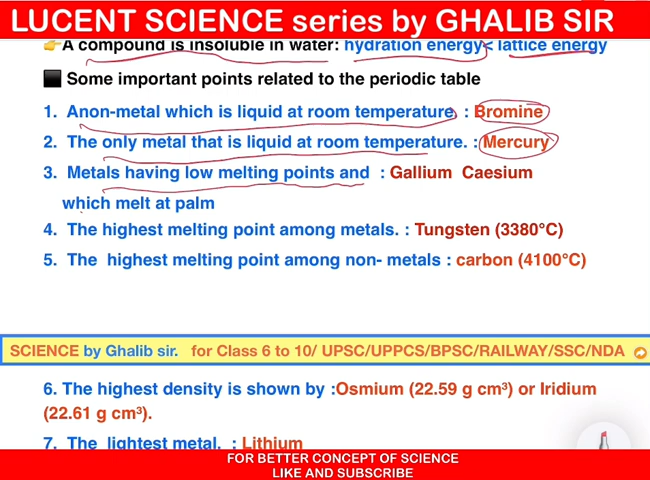 LUCENT SCIENCE series by GHALIB SIR
A compound is insoluble in water: hydration energy< lattice energy
Some important points related to the periodic table
1. Anon-metal which is liquid at room temperature. : Bromine
2. The only metal that is liquid at room temperature. : Mercury
3. Metals having low melting points and : Gallium Caesium
which melt at palm
4. The highest melting point among metals. : Tungsten (3380°C)
5. The highest melting point among non- metals : carbon (4100°C)
SCIENCE by Ghalib sir. for Class 6 to 10/ UPSC/UPPCS/BPSC/RAILWAY/SSC/NDA
6. The highest density is shown by :Osmium (22.59 g cm³) or Iridium
(22.61 g cm³).
7. The lightest metal. : Lithium
FOR BETTER CONCEPT OF SCIENCE
LIKE AND SUBSCRIBE